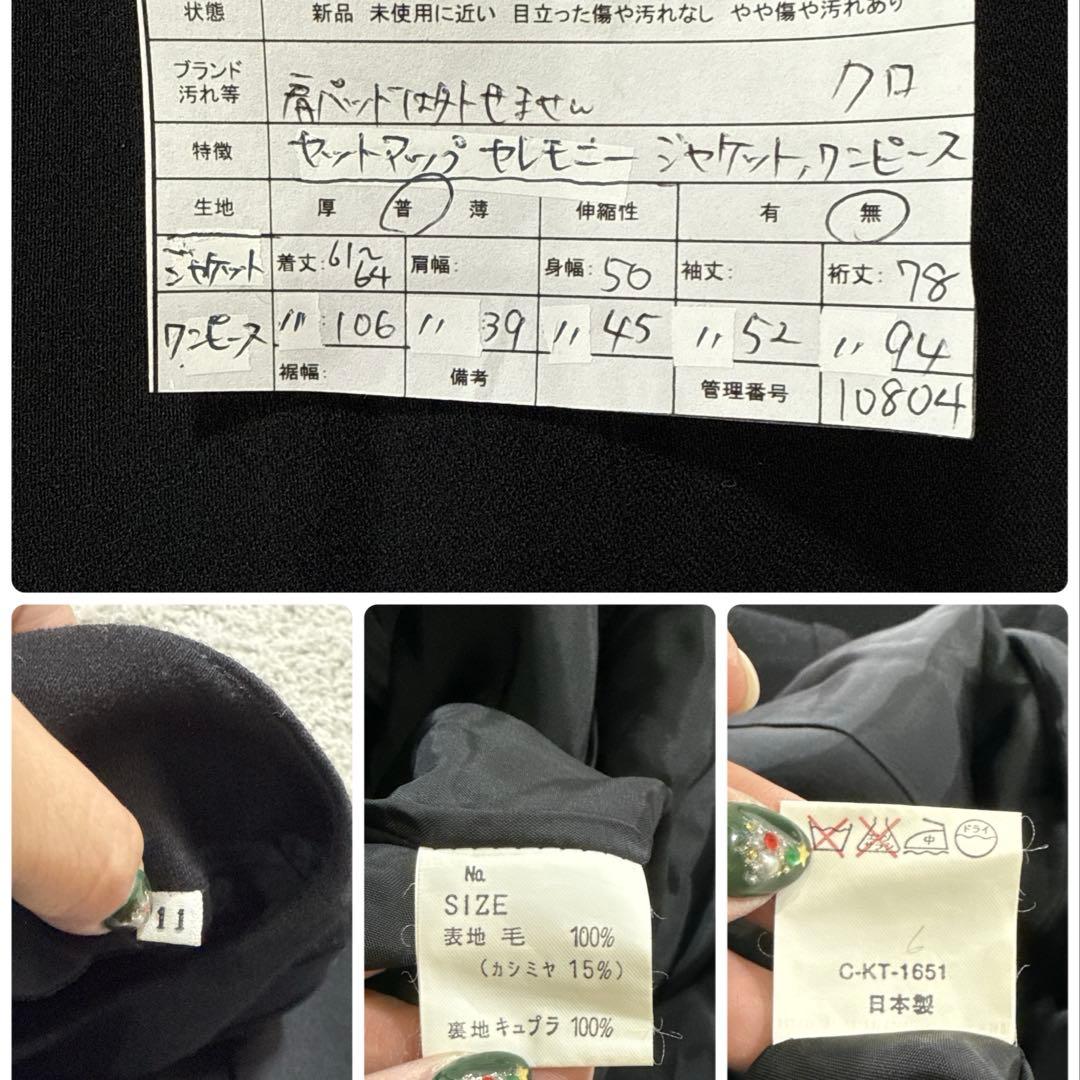 状態 新品 未使用に近い 目立った傷や汚れなし やや傷や汚れあり
ブランド
汚れ等 肩パッドは外せません クロ
特徴 セットアップ セレモニー ジャケット、ワンピース
生地 厚 普 薄 伸縮性 有 無
ジャケット 着丈:61〜64 肩幅: 身幅:50 袖丈: 裄丈:78
ワンピース 〃 106 〃 39 〃 45 〃 52 〃 94
裾幅: 備考 管理番号 10804
11
No.
SIZE
表地 毛 100%
(カシミヤ 15%)
裏地 キュプラ 100%
中 ドライ
6
C-KT-1651
日本製